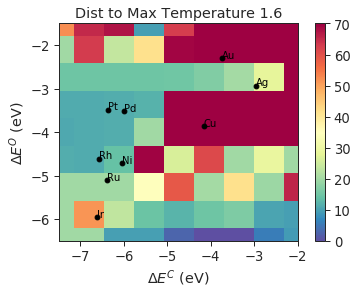 Dist to Max Temperature 1.6
70
60
50
40
30
20
10
0
−2
−3
−4
−5
−6
ΔE^O (eV)
Au
Ag
Pt
Pd
Cu
Rh
Ni
Ru
Ir
−7
−6
−5
−4
−3
−2
ΔE^C (eV)